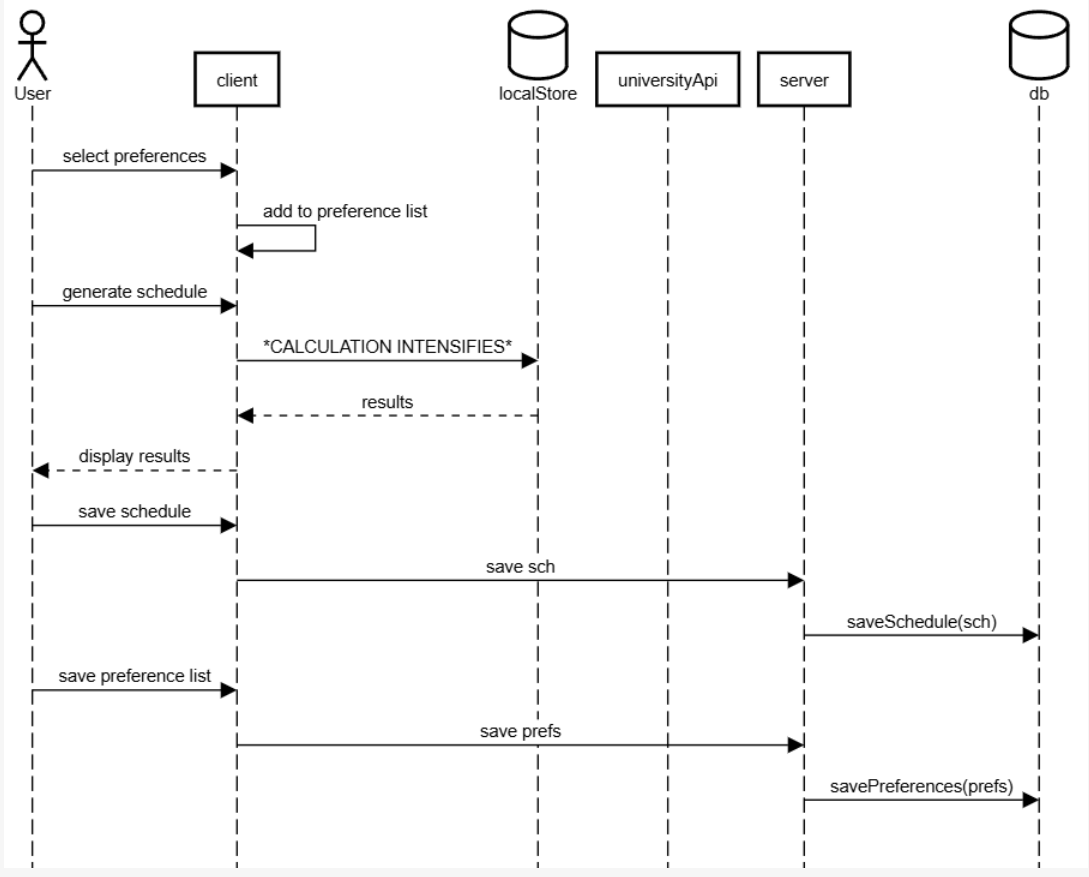 User
client
localStore
universityApi
server
db
select preferences
add to preference list
generate schedule
*CALCULATION INTENSIFIES*
results
display results
save schedule
save sch
saveSchedule(sch)
save preference list
save prefs
savePreferences(prefs)